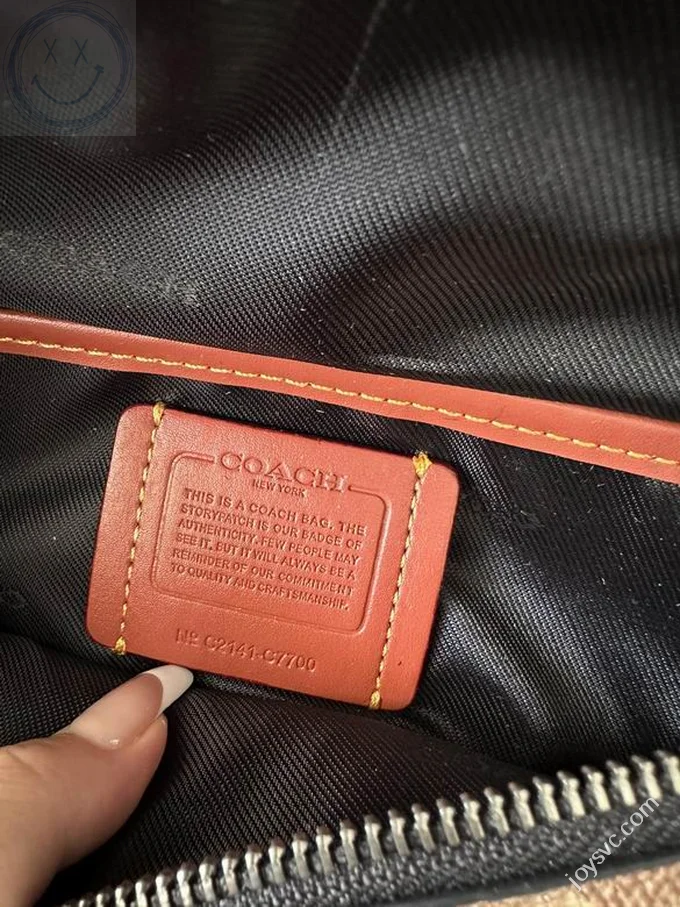 COACH
NEW YORK
THIS IS A COACH BAG. THE
STORYPATCH IS OUR BADGE OF
AUTHENTICITY. FEW PEOPLE MAY
SEE IT. BUT IT WILL ALWAYS BE A
REMINDER OF OUR COMMITMENT
TO QUALITY AND CRAFTSMANSHIP.
Nº C2141-C7700
joysvc.com